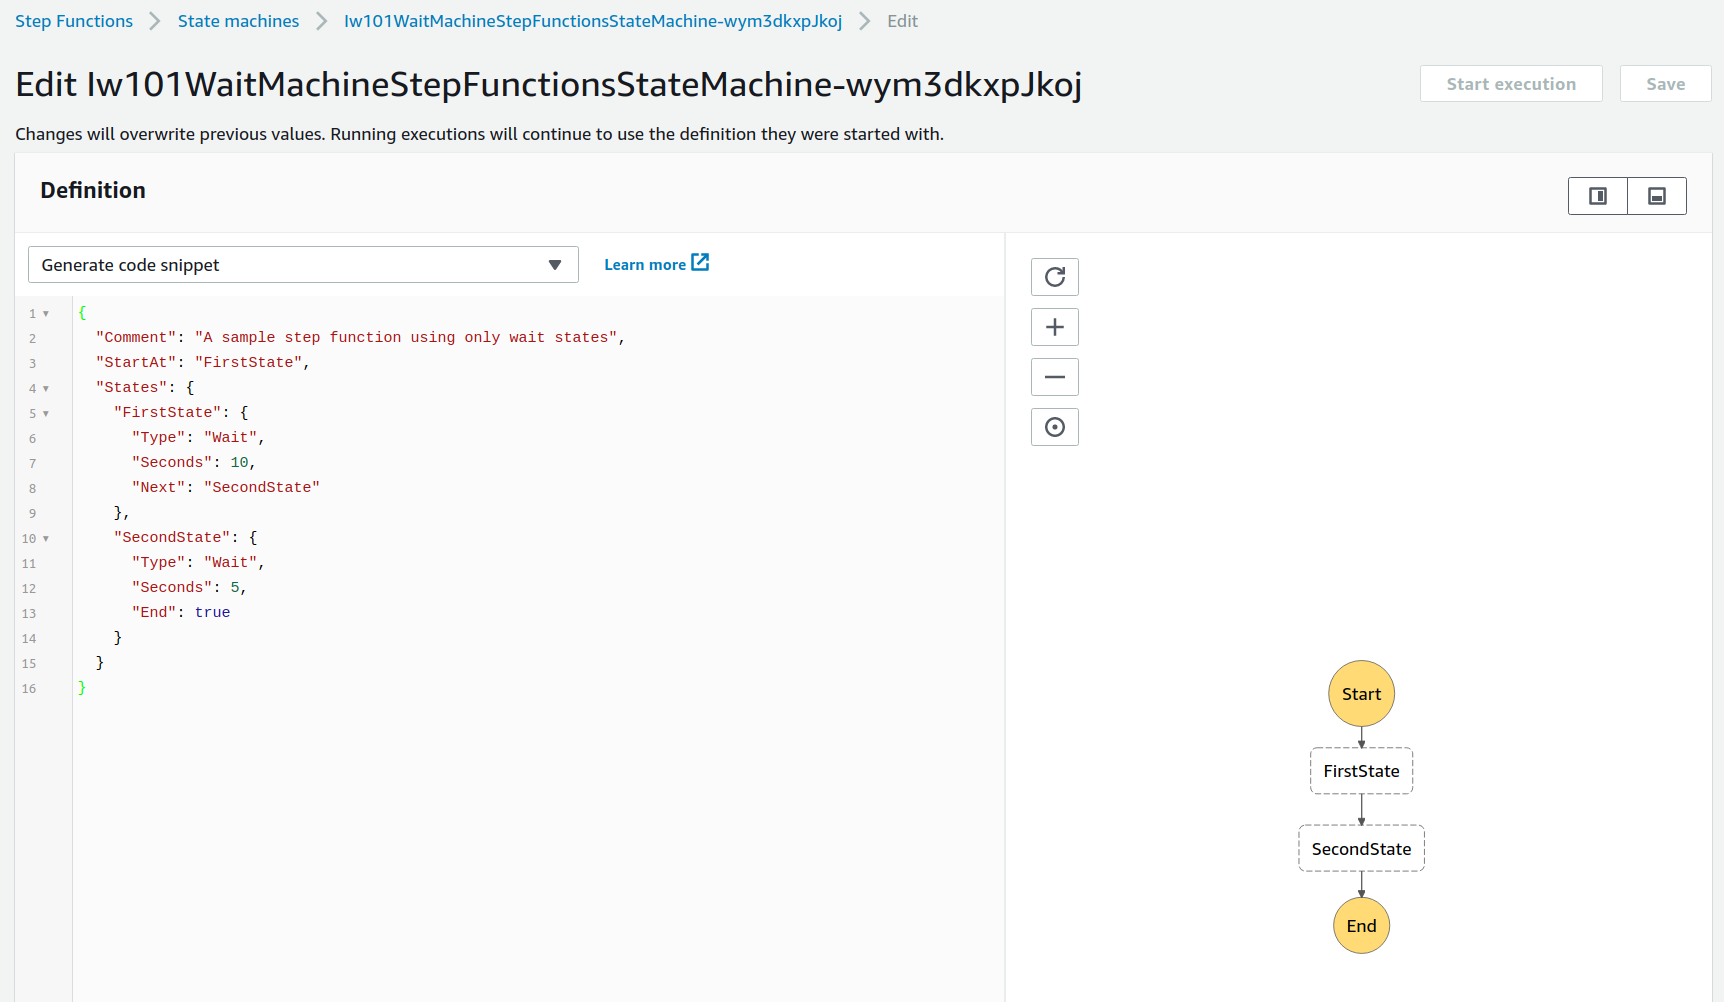 Step Functions > State machines > Iw101WaitMachineStepFunctionsStateMachine-wym3dkxpJkoj > Edit
Edit Iw101WaitMachineStepFunctionsStateMachine-wym3dkxpJkoj
Start execution
Save
Changes will overwrite previous values. Running executions will continue to use the definition they were started with.
Definition
Generate code snippet
Learn more
1 {
2   "Comment": "A sample step function using only wait states",
3   "StartAt": "FirstState",
4   "States": {
5     "FirstState": {
6       "Type": "Wait",
7       "Seconds": 10,
8       "Next": "SecondState"
9     },
10     "SecondState": {
11       "Type": "Wait",
12       "Seconds": 5,
13       "End": true
14     }
15   }
16 }
Start
FirstState
SecondState
End